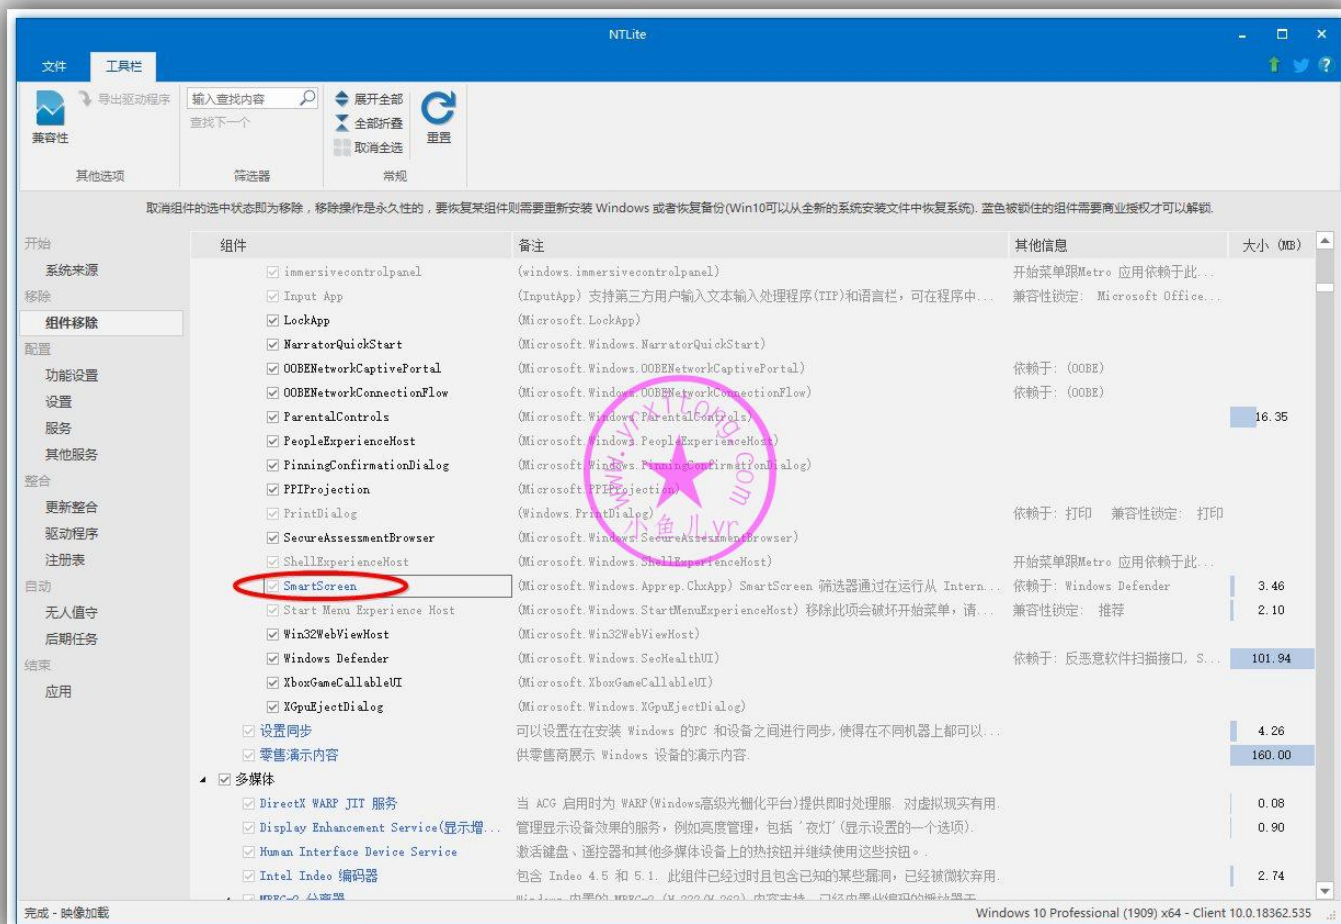 NTLite
文件 工具栏
导出驱动程序 输入查找内容 展开全部
查找下一个 全部折叠
兼容性 取消全选 重置
其他选项 筛选器 常规
取消组件的选中状态即为移除，移除操作是永久性的，要恢复某组件则需要重新安装 Windows 或者恢复备份(Win10可以从全新的系统安装文件中恢复系统). 蓝色被锁住的组件需要商业授权才可以解锁.
开始
系统来源
移除
组件移除
配置
功能设置
设置
服务
其他服务
整合
更新整合
驱动程序
注册表
自动
无人值守
后期任务
结束
应用
组件 备注 其他信息 大小 (MB)
immersivecontrolpanel (windows.immersivecontrolpanel) 开始菜单跟Metro 应用依赖于此...
Input App (InputApp) 支持第三方用户输入文本输入处理程序(TIP)和语言栏，可在程序中... 兼容性锁定: Microsoft Office...
LockApp (Microsoft.LockApp)
NarratorQuickStart (Microsoft.Windows.NarratorQuickStart)
OOBENetworkCaptivePortal (Microsoft.Windows.OOBENetworkCaptivePortal) 依赖于: (OOBE)
OOBENetworkConnectionFlow (Microsoft.Windows.OOBENetworkConnectionFlow) 依赖于: (OOBE)
ParentalControls (Microsoft.Windows.ParentalControls) 16.35
PeopleExperienceHost (Microsoft.Windows.PeopleExperienceHost)
PinningConfirmationDialog (Microsoft.Windows.PinningConfirmationDialog)
PPIProjection (Microsoft.PPIProjection)
PrintDialog (Windows.PrintDialog) 依赖于: 打印 兼容性锁定: 打印
SecureAssessmentBrowser (Microsoft.Windows.SecureAssessmentBrowser)
ShellExperienceHost (Microsoft.Windows.ShellExperienceHost) 开始菜单跟Metro 应用依赖于此...
SmartScreen (Microsoft.Windows.Apprep.ChxApp) SmartScreen 筛选器通过在运行从 Intern... 依赖于: Windows Defender 3.46
Start Menu Experience Host (Microsoft.Windows.StartMenuExperienceHost) 移除此项会破坏开始菜单，请... 兼容性锁定: 推荐 2.10
Win32WebViewHost (Microsoft.Win32WebViewHost)
Windows Defender (Microsoft.Windows.SecHealthUI) 依赖于: 反恶意软件扫描接口, S... 101.94
XboxGameCallableUI (Microsoft.XboxGameCallableUI)
XGpuEjectDialog (Microsoft.Windows.XGpuEjectDialog)
设置同步 可以设置在在安装 Windows 的PC 和设备之间进行同步,使得在不同机器上都可以... 4.26
零售演示内容 供零售商展示 Windows 设备的演示内容. 160.00
多媒体
DirectX WARP JIT 服务 当 ACG 启用时为 WARP(Windows高级光栅化平台)提供即时处理服. 对虚拟现实有用. 0.08
Display Enhancement Service(显示增... 管理显示设备效果的服务，例如亮度管理，包括 '夜灯'(显示设置的一个选项). 0.90
Human Interface Device Service 激活键盘、遥控器和其他多媒体设备上的热按钮并继续使用这些按钮。.
Intel Indeo 编码器 包含 Indeo 4.5 和 5.1. 此组件已经过时且包含已知的某些漏洞，已经被微软弃用. 2.74
www.yrxitong.com
小鱼儿yr
完成 - 映像加载 Windows 10 Professional (1909) x64 - Client 10.0.18362.535